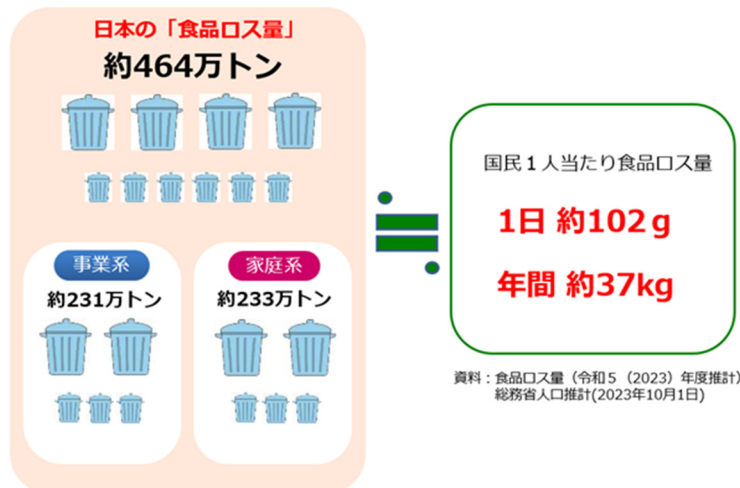 日本の「食品ロス量」
約464万トン
事業系
約231万トン
家庭系
約233万トン
国民１人当たり食品ロス量
1日 約102ｇ
年間 約37kg
資料：食品ロス量（令和５（2023）年度推計）
総務省人口推計(2023年10月1日)